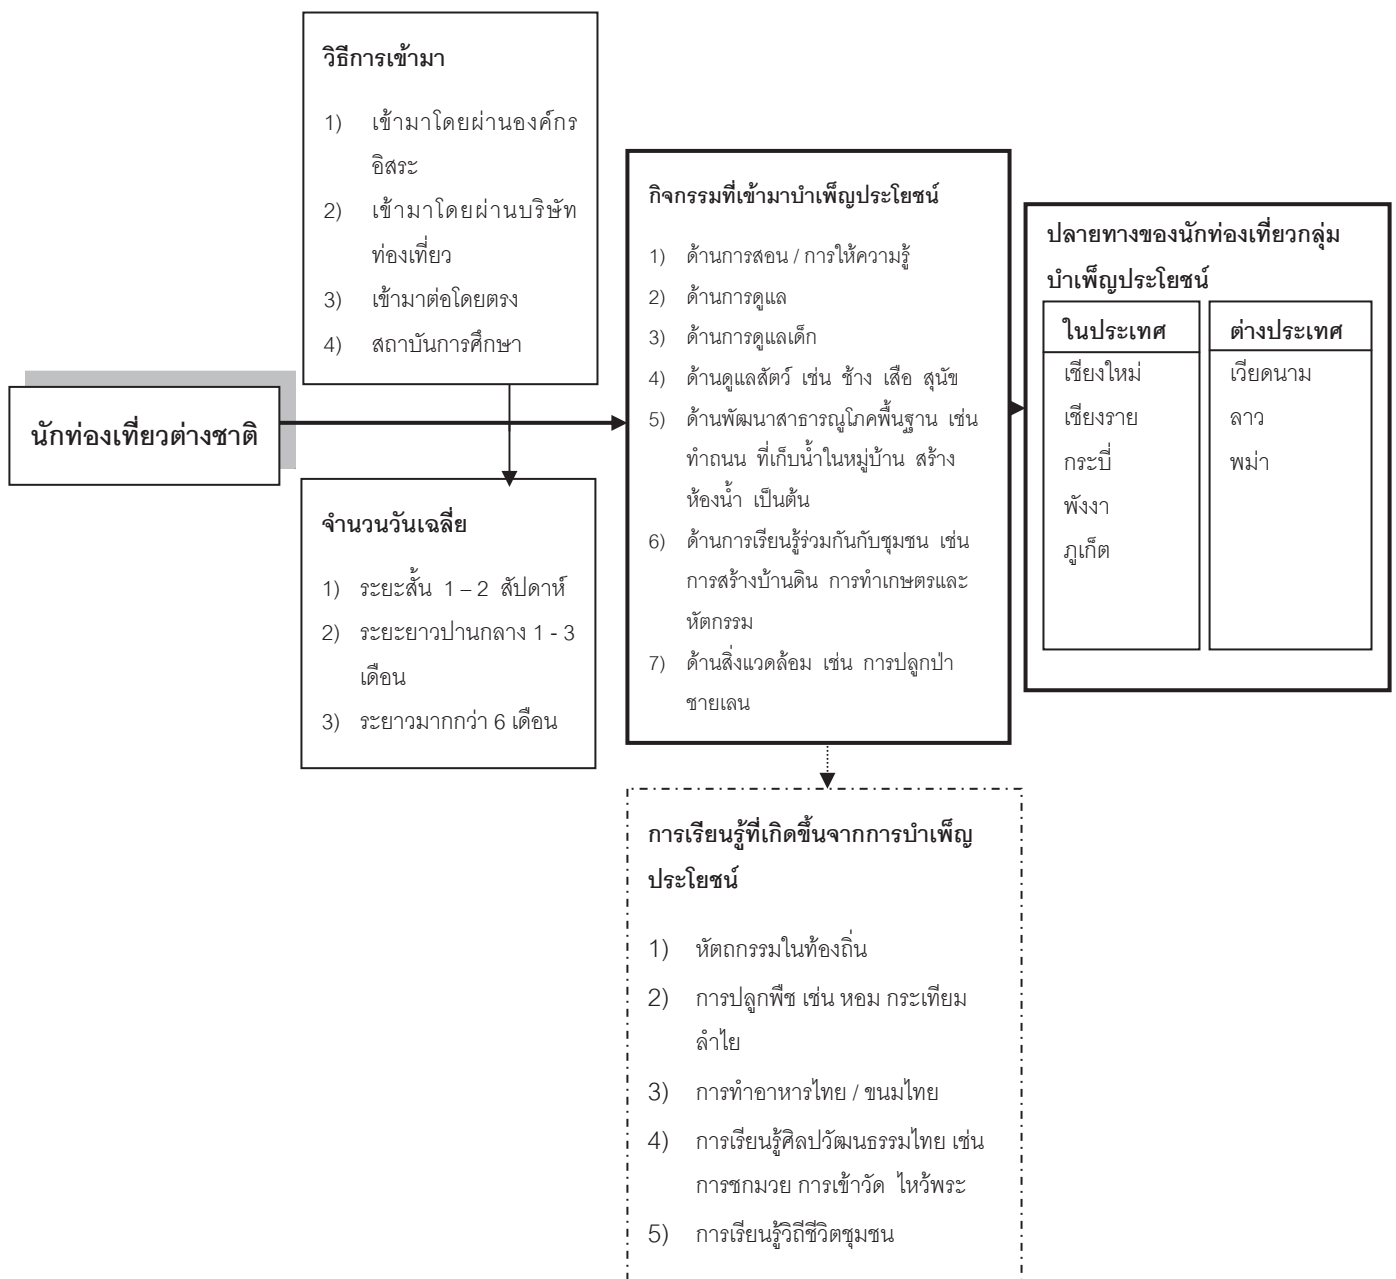 วิธีการเข้ามา
1) เข้ามาโดยผ่านองค์กร
อิสระ
2) เข้ามาโดยผ่านบริษัท
ท่องเที่ยว
3) เข้ามาต่อโดยตรง
4) สถาบันการศึกษา
นักท่องเที่ยวต่างชาติ
จำนวนวันเฉลี่ย
1) ระยะสั้น 1 – 2 สัปดาห์
2) ระยะยาวปานกลาง 1 - 3
เดือน
3) ระยาวมากกว่า 6 เดือน
กิจกรรมที่เข้ามาบำเพ็ญประโยชน์
1) ด้านการสอน / การให้ความรู้
2) ด้านการดูแล
3) ด้านการดูแลเด็ก
4) ด้านดูแลสัตว์ เช่น ช้าง เสือ สุนัข
5) ด้านพัฒนาสาธารณูโภคพื้นฐาน เช่น
ทำถนน ที่เก็บน้ำในหมู่บ้าน สร้าง
ห้องน้ำ เป็นต้น
6) ด้านการเรียนรู้ร่วมกันกับชุมชน เช่น
การสร้างบ้านดิน การทำเกษตรและ
หัตกรรม
7) ด้านสิ่งแวดล้อม เช่น การปลูกป่า
ชายเลน
ปลายทางของนักท่องเที่ยวกลุ่ม
บำเพ็ญประโยชน์
ในประเทศ
เชียงใหม่
เชียงราย
กระบี่
พังงา
ภูเก็ต
ต่างประเทศ
เวียดนาม
ลาว
พม่า
การเรียนรู้ที่เกิดขึ้นจากการบำเพ็ญ
ประโยชน์
1) หัตถกรรมในท้องถิ่น
2) การปลูกพืช เช่น หอม กระเทียม
ลำไย
3) การทำอาหารไทย / ขนมไทย
4) การเรียนรู้ศิลปวัฒนธรรมไทย เช่น
การชกมวย การเข้าวัด ไหว้พระ
5) การเรียนรู้วิถีชีวิตชุมชน